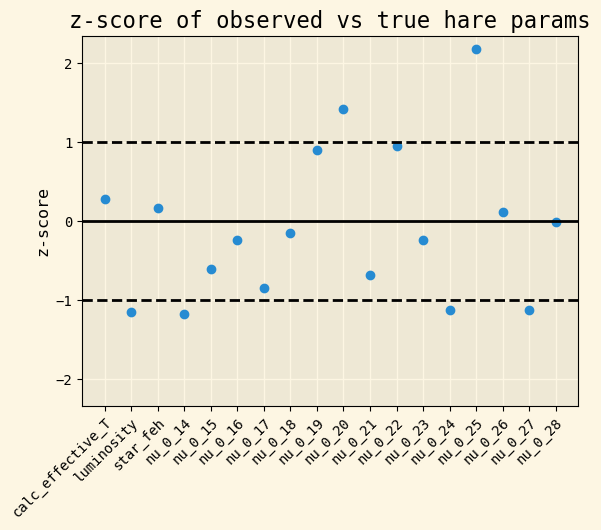 z-score of observed vs true hare params
z-score
2
1
0
−1
−2
calc_effective_T
luminosity
star_feh
nu_0_14
nu_0_15
nu_0_16
nu_0_17
nu_0_18
nu_0_19
nu_0_20
nu_0_21
nu_0_22
nu_0_23
nu_0_24
nu_0_25
nu_0_26
nu_0_27
nu_0_28